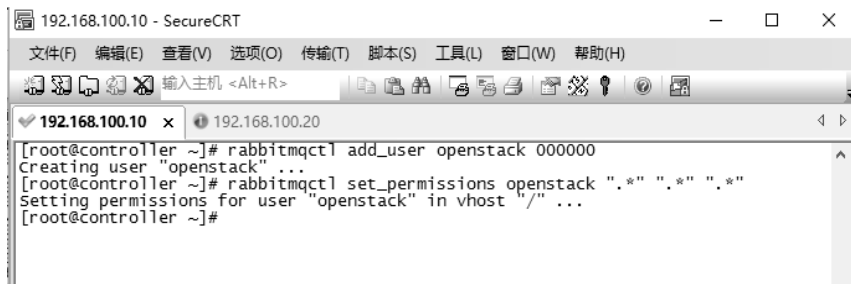 192.168.100.10 - SecureCRT
文件(F) 编辑(E) 查看(V) 选项(O) 传输(T) 脚本(S) 工具(L) 窗口(W) 帮助(H)
输入主机 <Alt+R>
192.168.100.10 x 192.168.100.20
[root@controller ~]# rabbitmqctl add_user openstack 000000
Creating user "openstack" ...
[root@controller ~]# rabbitmqctl set_permissions openstack ".*" ".*" ".*"
Setting permissions for user "openstack" in vhost "/" ...
[root@controller ~]#